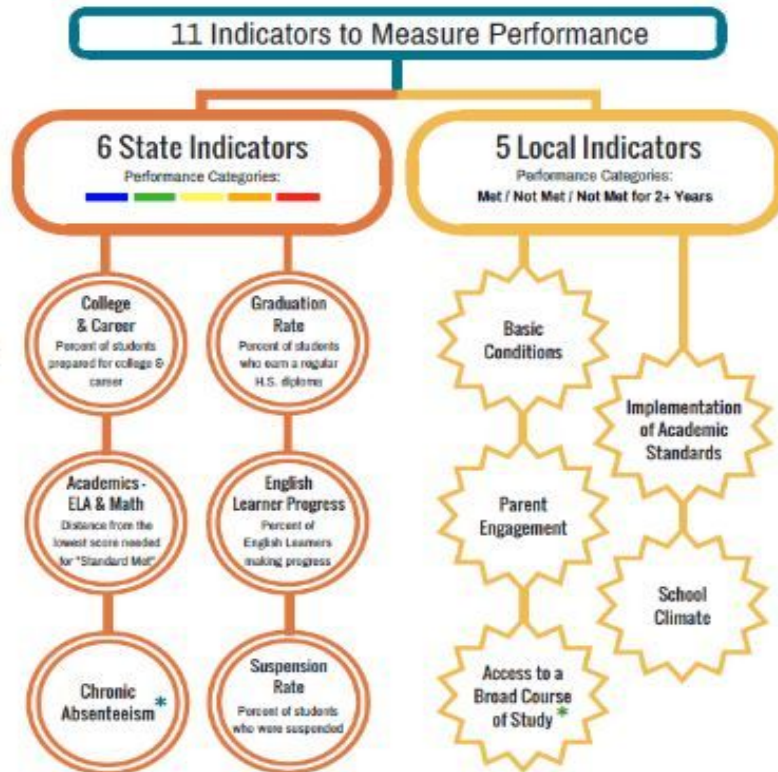 11 Indicators to Measure Performance
6 State Indicators
Performance Categories:
5 Local Indicators
Performance Categories:
Met / Not Met / Not Met for 2+ Years
College
& Career
Percent of students
prepared for college &
career
Graduation
Rate
Percent of students
who earn a regular
H.S. diploma
Academics -
ELA & Math
Distance from the
lowest score needed
for "Standard Met"
English
Learner Progress
Percent of
English Learners
making progress
Chronic
Absenteeism*
Suspension
Rate
Percent of students
who were suspended
Basic
Conditions
Implementation
of Academic
Standards
Parent
Engagement
School
Climate
Access to a
Broad Course
of Study*